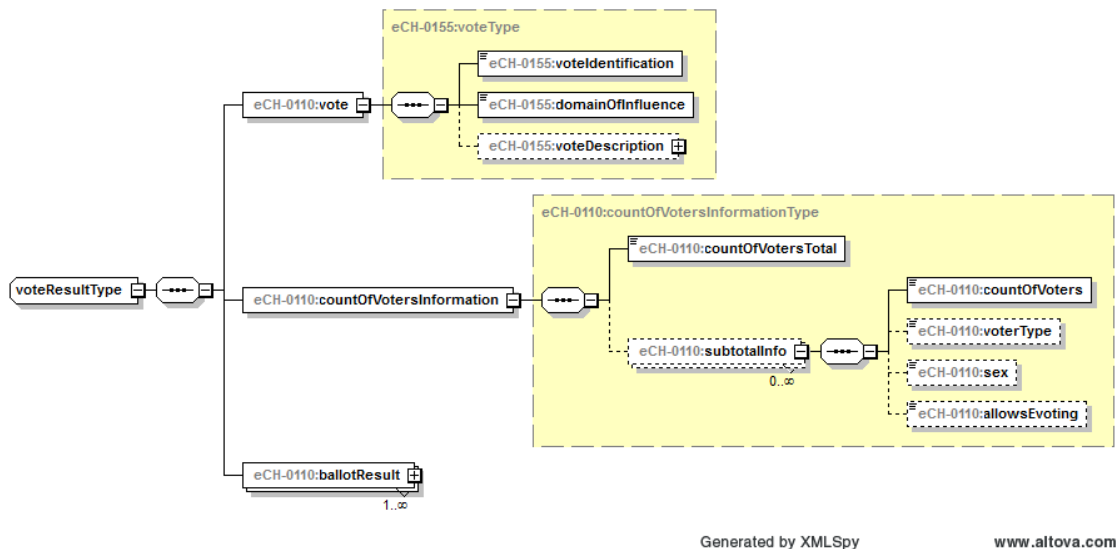 eCH-0155:voteType
eCH-0155:voteIdentification
eCH-0110:vote
eCH-0155:domainOfInfluence
eCH-0155:voteDescription
eCH-0110:countOfVotersInformationType
eCH-0110:countOfVotersTotal
voteResultType
eCH-0110:countOfVotersInformation
eCH-0110:countOfVoters
eCH-0110:voterType
eCH-0110:subtotalInfo
0..∞
eCH-0110:sex
eCH-0110:allowsEvoting
eCH-0110:ballotResult
1..∞
Generated by XMLSpy
www.altova.com